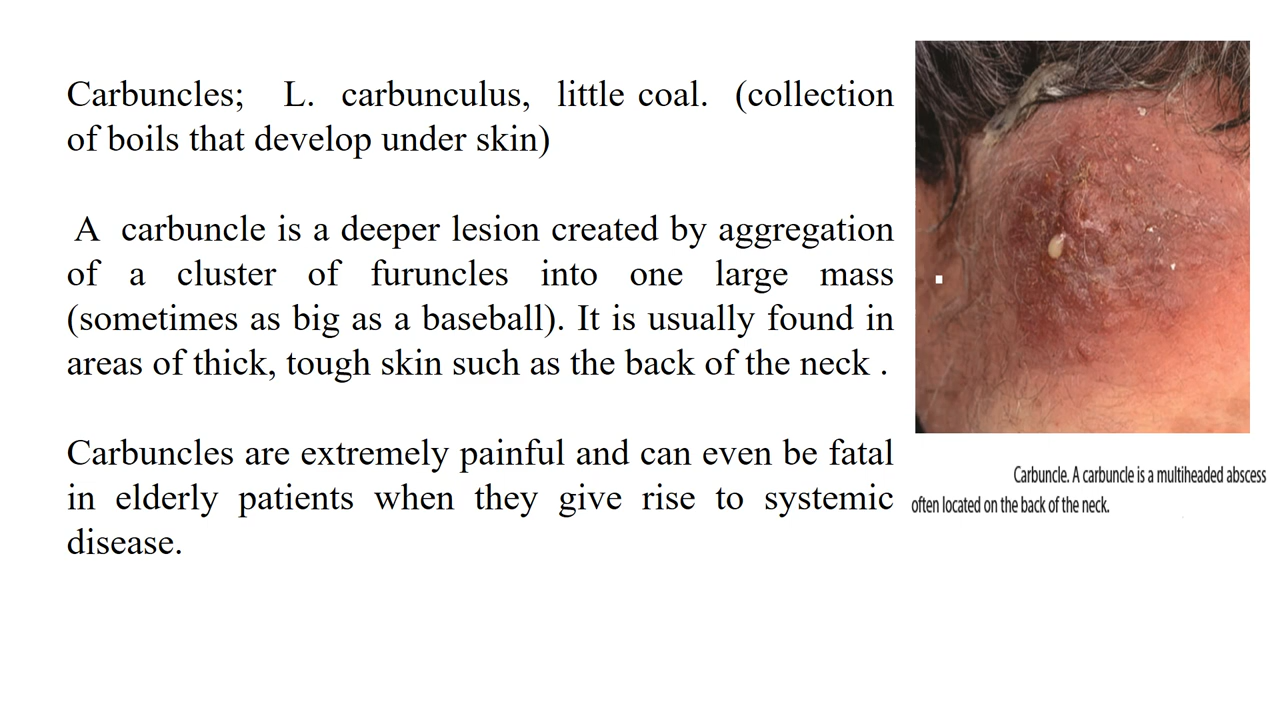 Carbuncles; L. carbunculus, little coal. (collection
of boils that develop under skin)
A carbuncle is a deeper lesion created by aggregation
of a cluster of furuncles into one large mass
(sometimes as big as a baseball). It is usually found in
areas of thick, tough skin such as the back of the neck .
Carbuncles are extremely painful and can even be fatal
in elderly patients when they give rise to systemic
disease.
Carbuncle. A carbuncle is a multiheaded abscess
often located on the back of the neck.